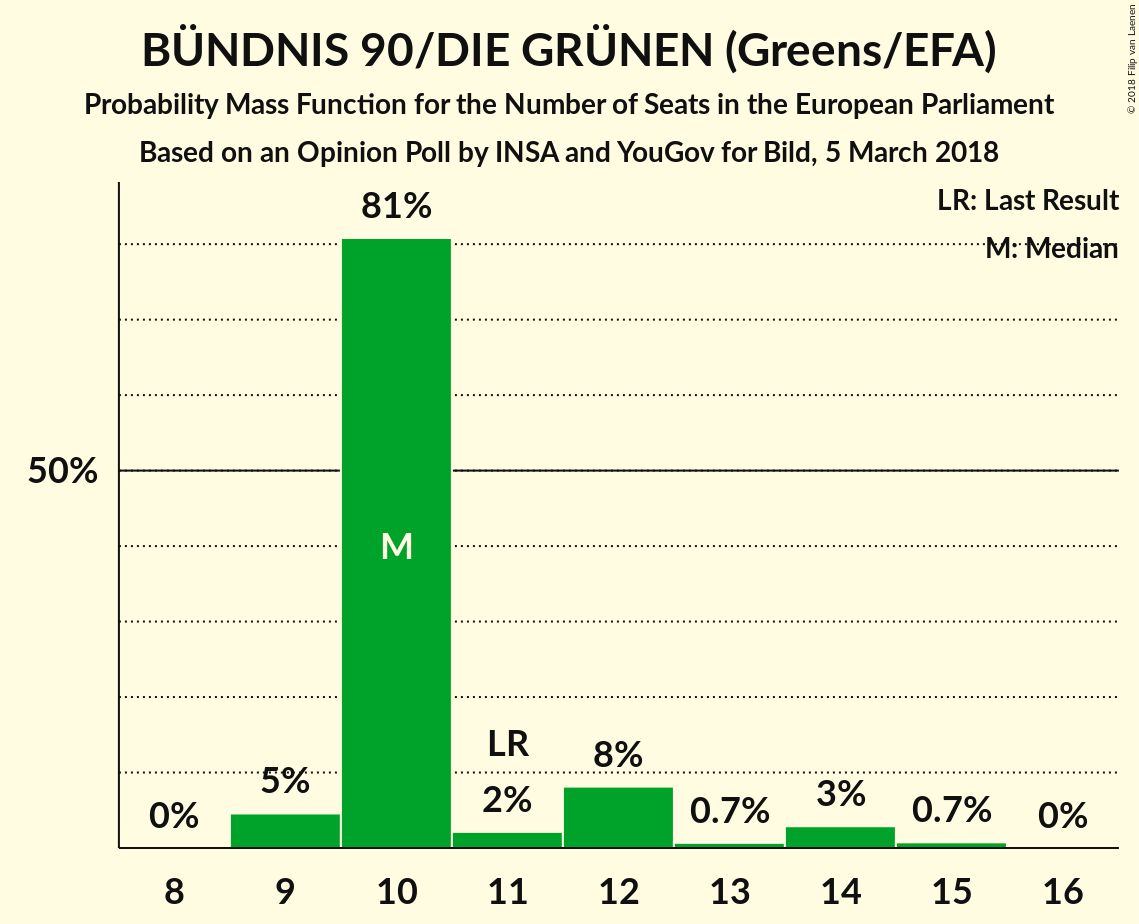 BÜNDNIS 90/DIE GRÜNEN (Greens/EFA)
Probability Mass Function for the Number of Seats in the European Parliament
Based on an Opinion Poll by INSA and YouGov for Bild, 5 March 2018
© 2018 Filip van Laenen
LR: Last Result
M: Median
50%
0%
5%
81%
M
LR
2%
8%
0.7%
3%
0.7%
0%
8 9 10 11 12 13 14 15 16